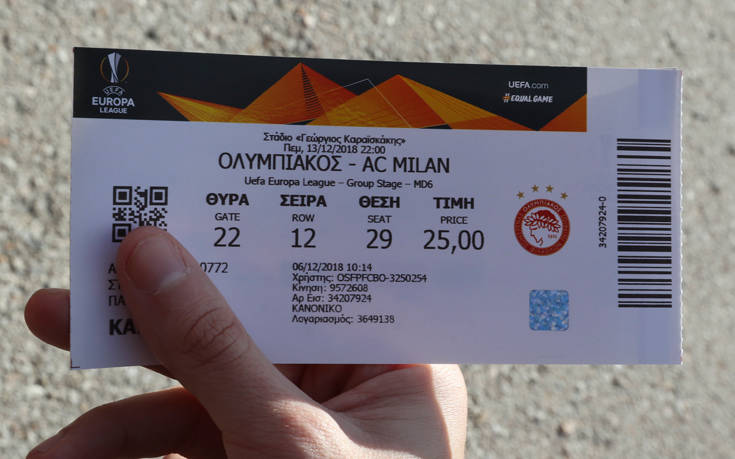 UEFA
EUROPA
LEAGUE
UEFA.com
#EQUALGAME
Στάδιο «Γεώργιος Καραϊσκάκης»
Πεμ, 13/12/2018 22:00
ΟΛΥΜΠΙΑΚΟΣ - AC MILAN
Uefa Europa League – Group Stage – MD6
ΘΥΡΑ ΣΕΙΡΑ ΘΕΣΗ ΤΙΜΗ
GATE ROW SEAT PRICE
22 12 29 25,00
0772
06/12/2018 10:14
Χρήστης: OSFPFCBO-3250254
Κίνηση: 9572608
Αρ Εισ: 34207924
ΚΑΝΟΝΙΚΟ
Λογαριασμός: 3649138
34207924-0